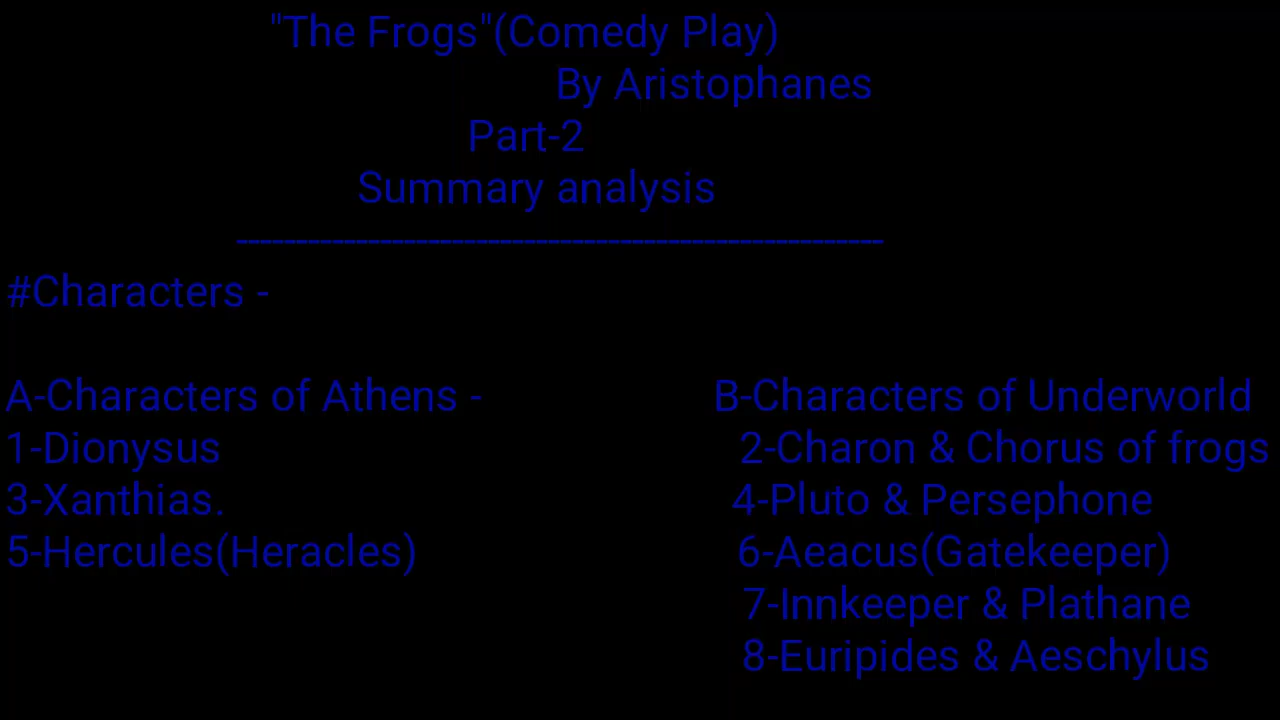 "The Frogs"(Comedy Play)
By Aristophanes
Part-2
Summary analysis
------------------------------------------------------
#Characters -
A-Characters of Athens - B-Characters of Underworld
1-Dionysus 2-Charon & Chorus of frogs
3-Xanthias. 4-Pluto & Persephone
5-Hercules(Heracles) 6-Aeacus(Gatekeeper)
7-Innkeeper & Plathane
8-Euripides & Aeschylus